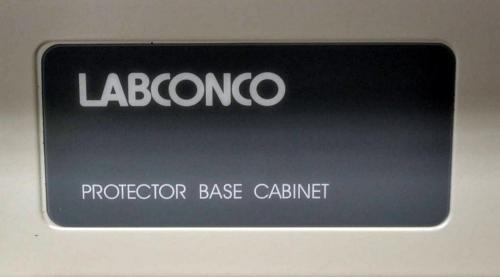 LABCONCO
PROTECTOR BASE CABINET